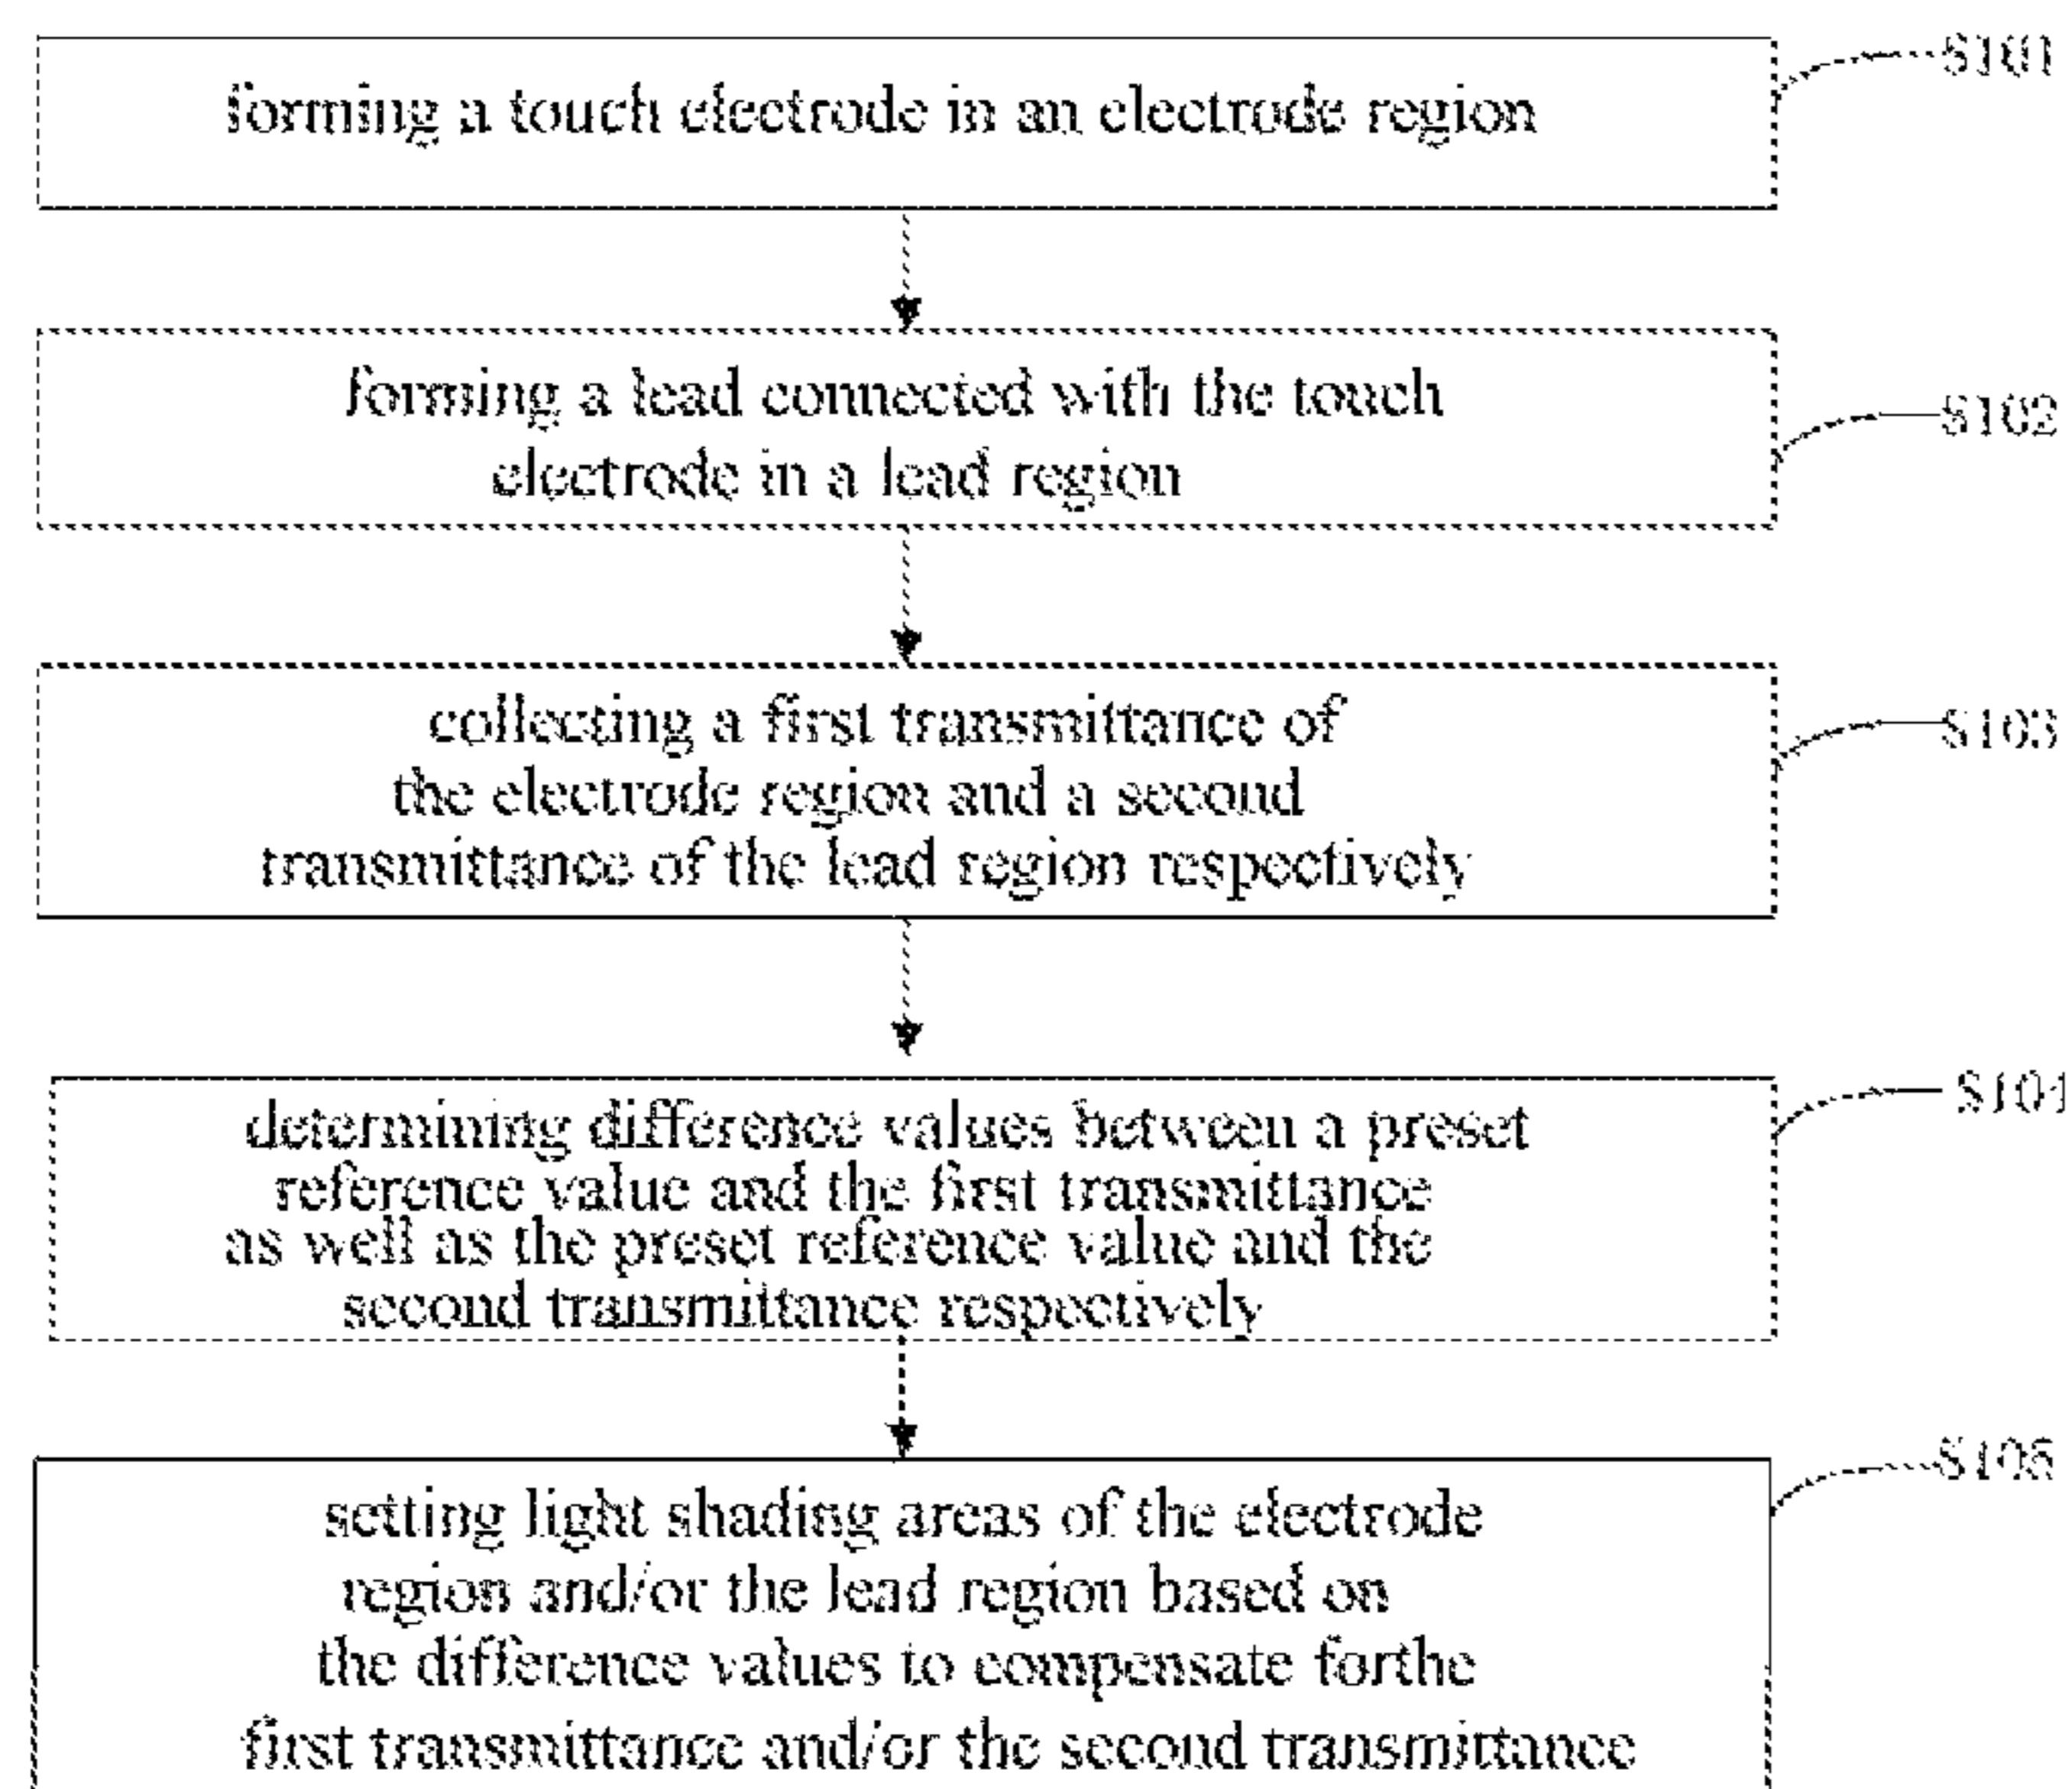 forming a touch electrode in an electrode region
S101
forming a lead connected with the touch
electrode in a lead region
S102
collecting a first transmittance of
the electrode region and a second
transmittance of the lead region respectively
S103
determining difference values between a preset
reference value and the first transmittance
as well as the preset reference value and the
second transmittance respectively
S104
setting light shading areas of the electrode
region and/or the lead region based on
the difference values to compensate forthe
first transmittance and/or the second transmittance
S105